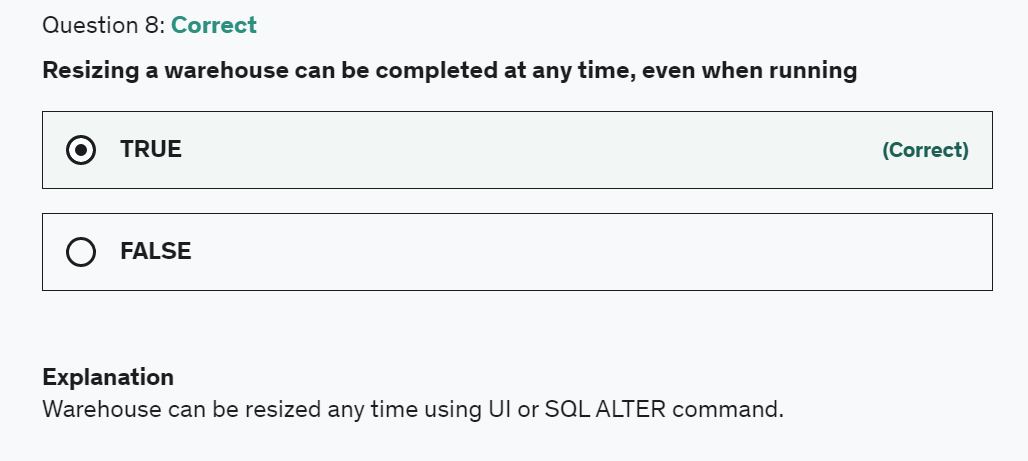 Question 8: Correct
Resizing a warehouse can be completed at any time, even when running
TRUE (Correct)
FALSE
Explanation
Warehouse can be resized any time using UI or SQL ALTER command.